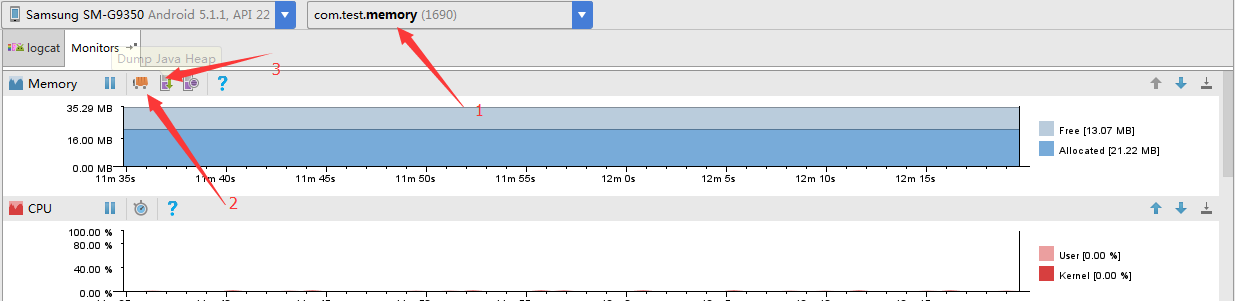 Samsung SM-G9350 Android 5.1.1, API 22
com.test.memory (1690)
logcat
Monitors
Dump Java Heap
3
1
2
Memory
?
35.29 MB
16.00 MB
0.00 MB
Free [13.07 MB]
Allocated [21.22 MB]
11m 35s 11m 40s 11m 45s 11m 50s 11m 55s 12m 0s 12m 5s 12m 10s 12m 15s
CPU
?
100.00 %
80.00 %
40.00 %
0.00 %
User [0.00 %]
Kernel [0.00 %]